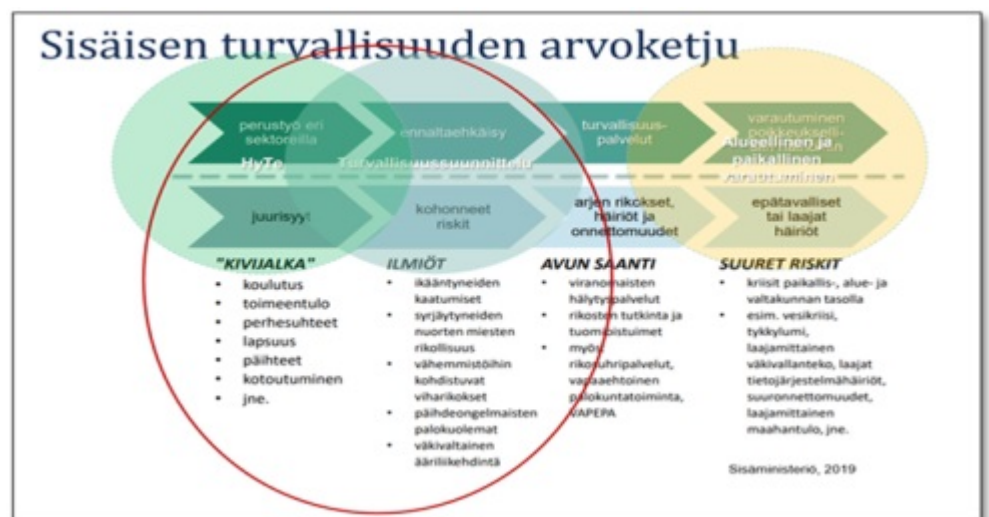 Sisäisen turvallisuuden arvoketju
perustyö eri
sektoreilla
HyTe
ennaltaehkäisy
Turvallisuussuunnittelu
turvallisuus-
palvelut
varautuminen
poikkeukselli-
Alueellinen ja
paikallinen
varautuminen
juurisyyt
kohonneet
riskit
arjen rikokset,
häiriöt ja
onnettomuudet
epätavalliset
tai laajat
häiriöt
"KIVIJALKA"
• koulutus
• toimeentulo
• perhesuhteet
• lapsuus
• päihteet
• kotoutuminen
• jne.
ILMIÖT
• ikääntyneiden
kaatumiset
• syrjäytyneiden
nuorten miesten
rikollisuus
• vähemmistöihin
kohdistuvat
viharikokset
• päihdeongelmaisten
palokuolemat
• väkivaltainen
ääriliikehdintä
AVUN SAANTI
• viranomaisten
hälytyspalvelut
• rikosten tutkinta ja
tuomioistuimet
• myös
rikosuhripalvelut,
vapaaehtoinen
palokuntatoiminta,
VAPEPA
SUURET RISKIT
• kriisit paikallis-, alue- ja
valtakunnan tasolla
• esim. vesikriisi,
tykkylumi,
laajamittainen
väkivallanteko, laajat
tietojärjestelmähäiriöt,
suuronnettomuudet,
laajamittainen
maahantulo, jne.
Sisäministeriö, 2019